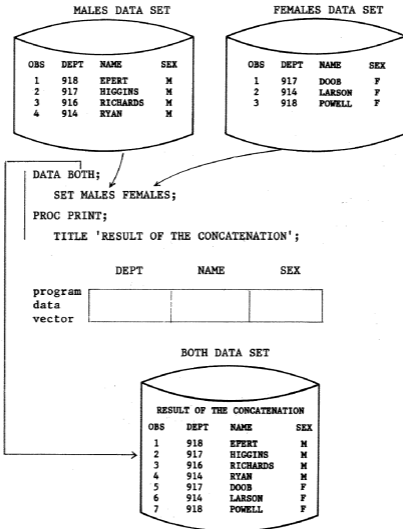 MALES DATA SET
FEMALES DATA SET
OBS DEPT NAME SEX
1 918 EPERT M
2 917 HIGGINS M
3 916 RICHARDS M
4 914 RYAN M
OBS DEPT NAME SEX
1 917 DOOB F
2 914 LARSON F
3 918 POWELL F
DATA BOTH;
SET MALES FEMALES;
PROC PRINT;
TITLE 'RESULT OF THE CONCATENATION';
DEPT NAME SEX
program
data
vector
BOTH DATA SET
RESULT OF THE CONCATENATION
OBS DEPT NAME SEX
1 918 EPERT M
2 917 HIGGINS M
3 916 RICHARDS M
4 914 RYAN M
5 917 DOOB F
6 914 LARSON F
7 918 POWELL F